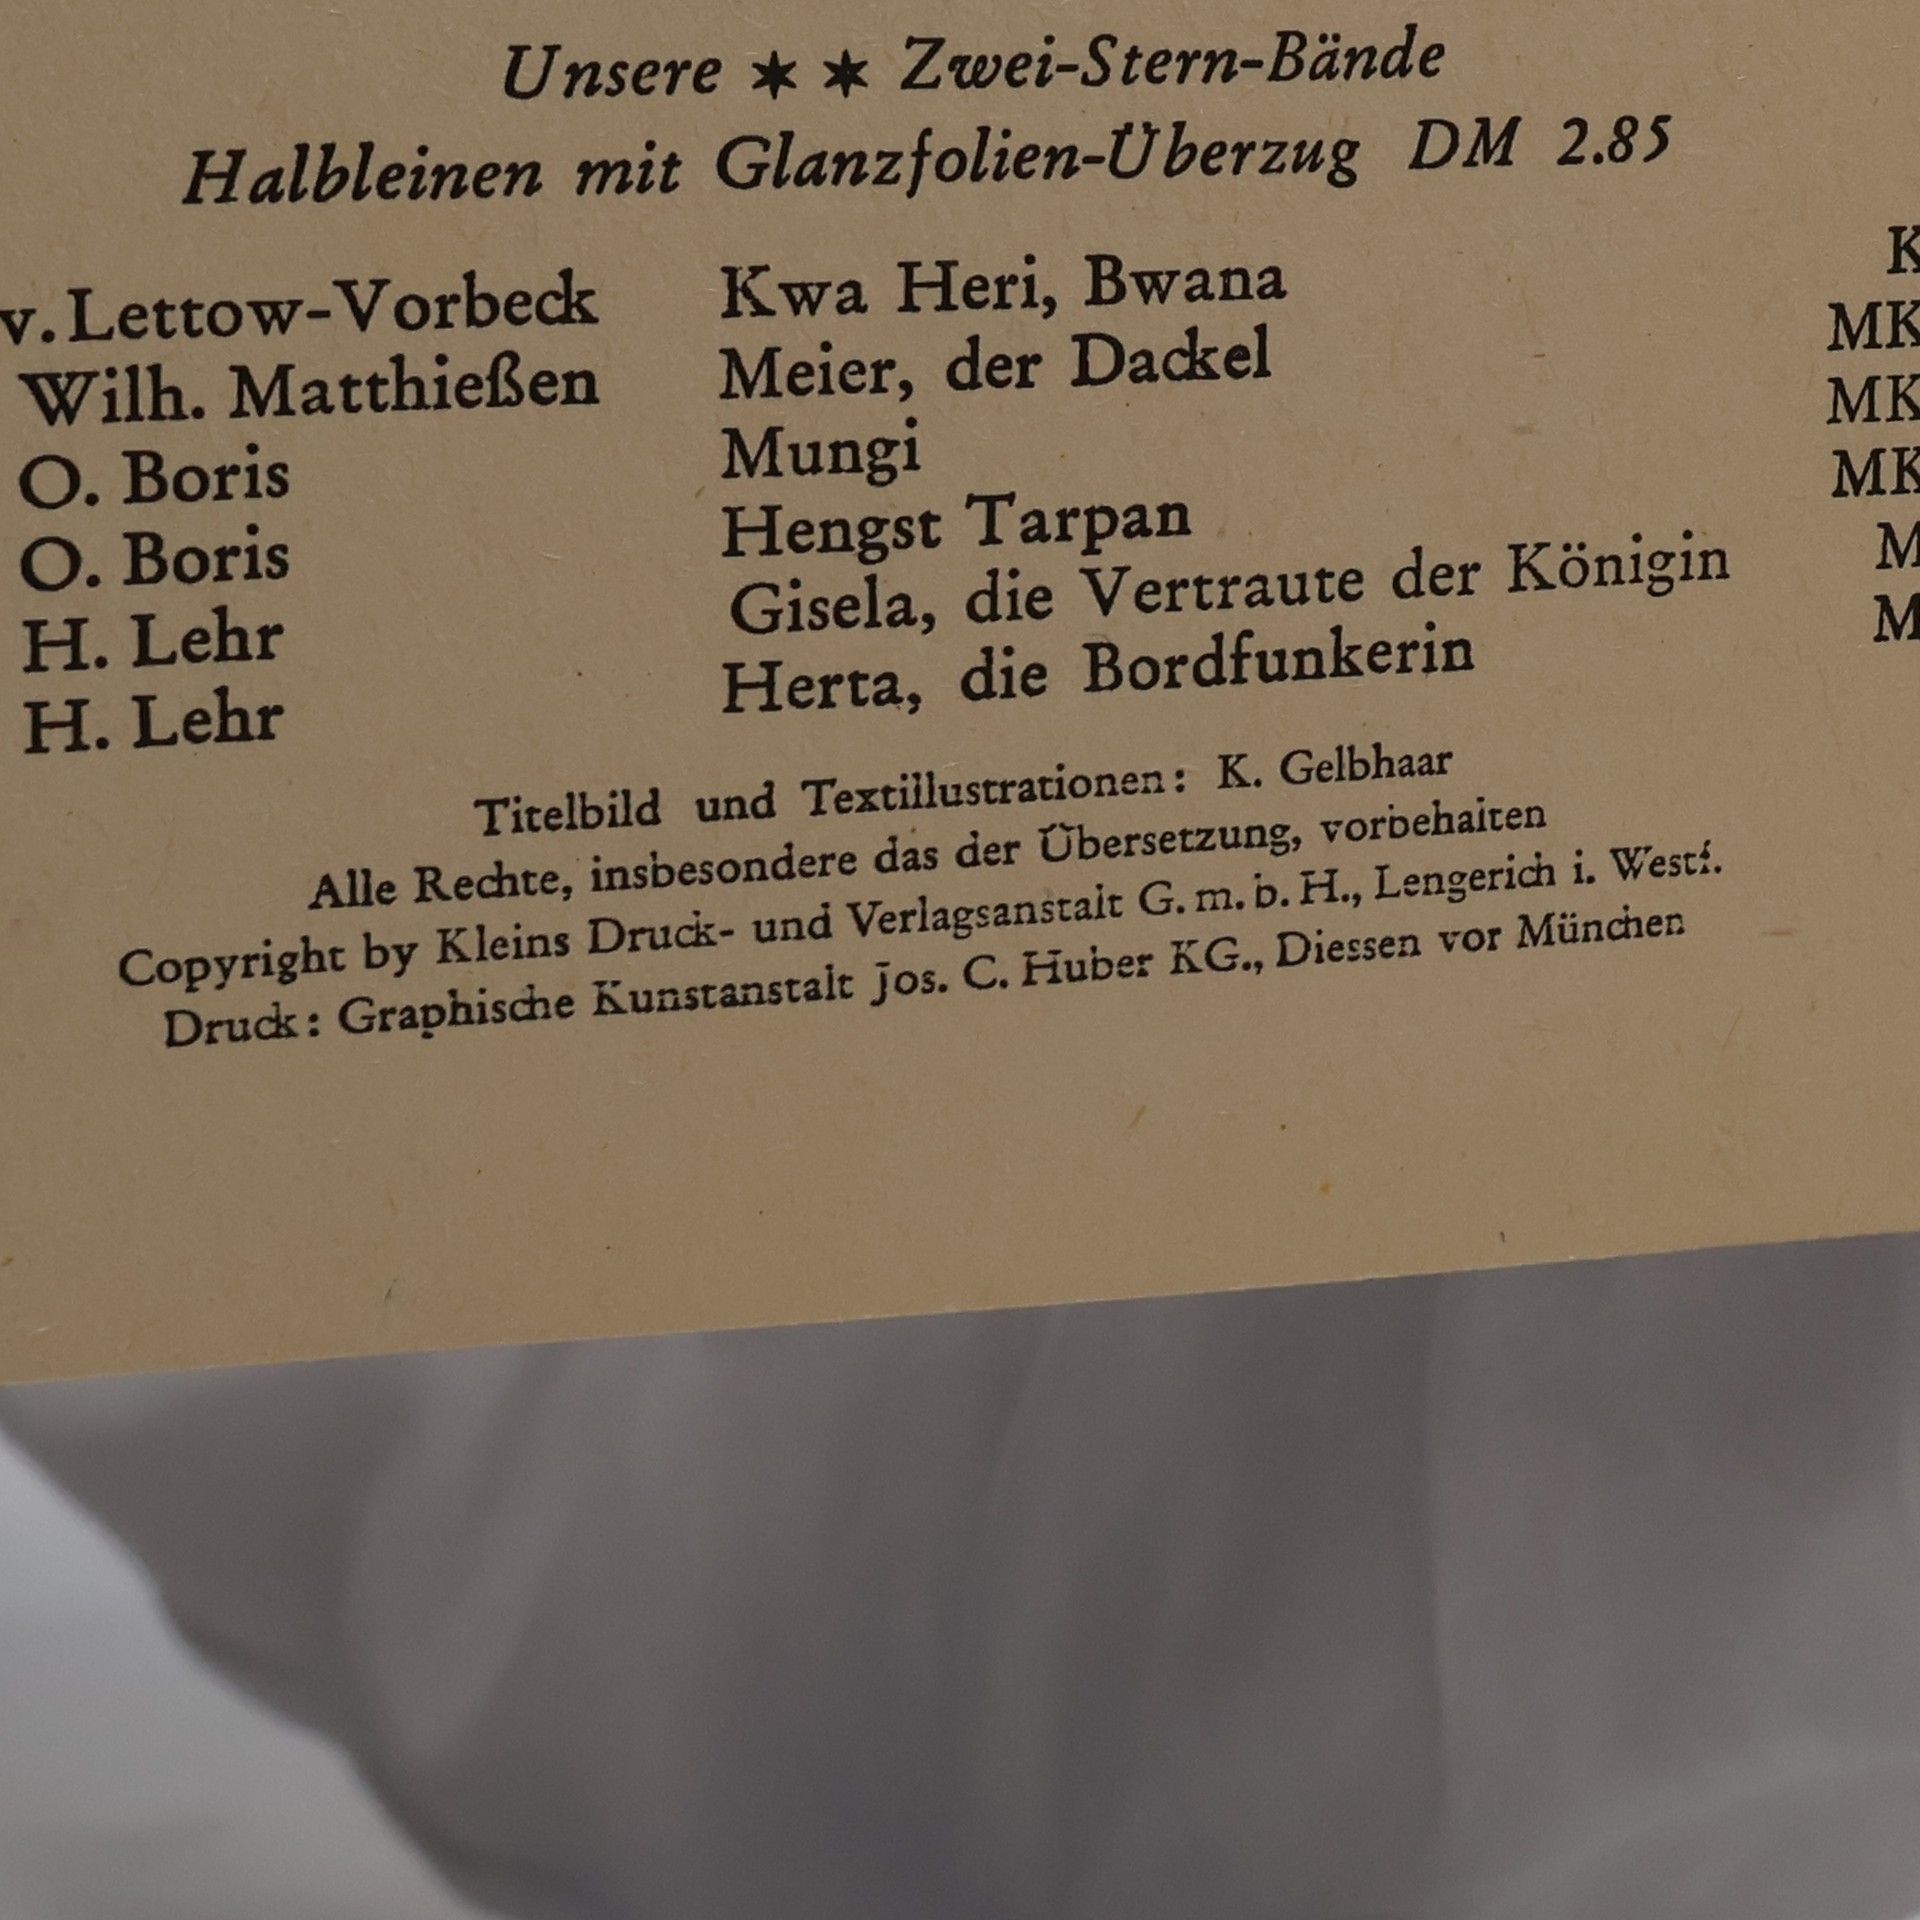 Unsere ✶ ✶ Zwei-Stern-Bände
Halbleinen mit Glanzfolien-Überzug DM 2.85
v. Lettow-Vorbeck Kwa Heri, Bwana K
Wilh. Matthießen Meier, der Dackel MK
O. Boris Mungi MK
O. Boris Hengst Tarpan MK
H. Lehr Gisela, die Vertraute der Königin M
H. Lehr Herta, die Bordfunkerin M
Titelbild und Textillustrationen: K. Gelbhaar
Alle Rechte, insbesondere das der Übersetzung, vorbehalten
Copyright by Kleins Druck- und Verlagsanstalt G. m. b. H., Lengerich i. Westf.
Druck: Graphische Kunstanstalt Jos. C. Huber KG., Diessen vor München